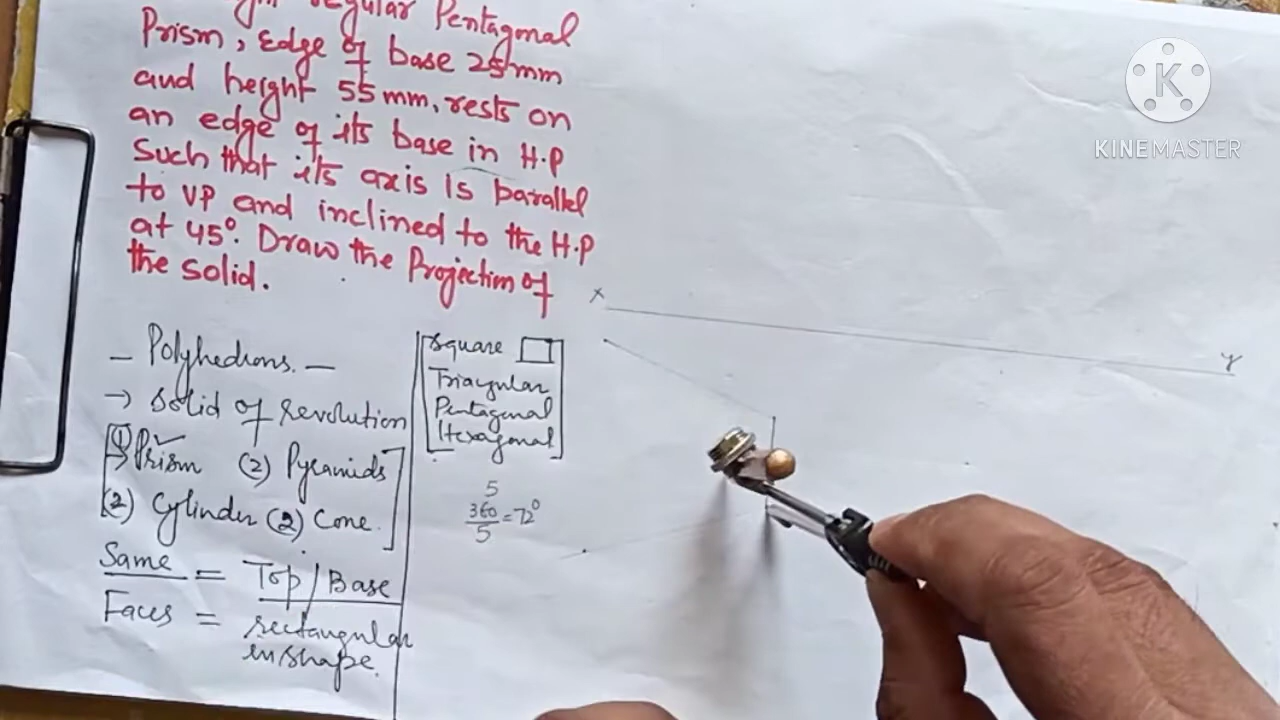 Regular Pentagonal
Prism, Edge of base 25mm
and height 55mm, rests on
an edge of its base in H.P
Such that its axis is parallel
to VP and inclined to the H.P
at 45°. Draw the Projection of
the solid.
- Polyhedrons. -
→ Solid of revolution
(1) Prism ✓ (2) Pyramids
(2) Cylinder (2) Cone.
Same = Top/Base
Faces = rectangular
in shape.
Square
Triangular
Pentagonal
Hexagonal
5
360/5 = 72°
X
Y
K
KINEMASTER